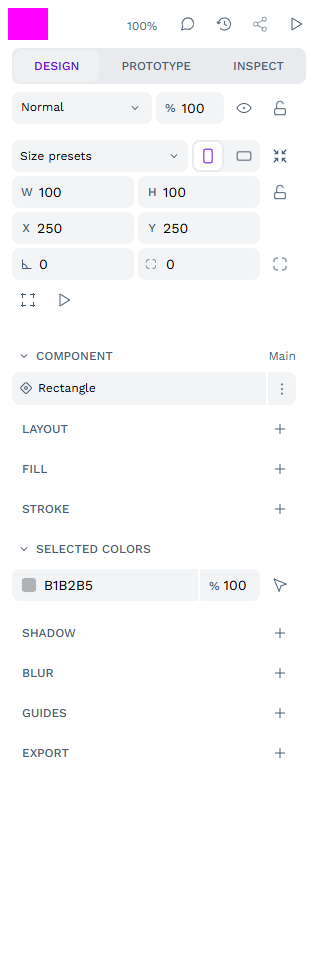 100%
DESIGN PROTOTYPE INSPECT
Normal % 100
Size presets
W 100 H 100
X 250 Y 250
0 0
COMPONENT Main
Rectangle
LAYOUT
FILL
STROKE
SELECTED COLORS
B1B2B5 % 100
SHADOW
BLUR
GUIDES
EXPORT